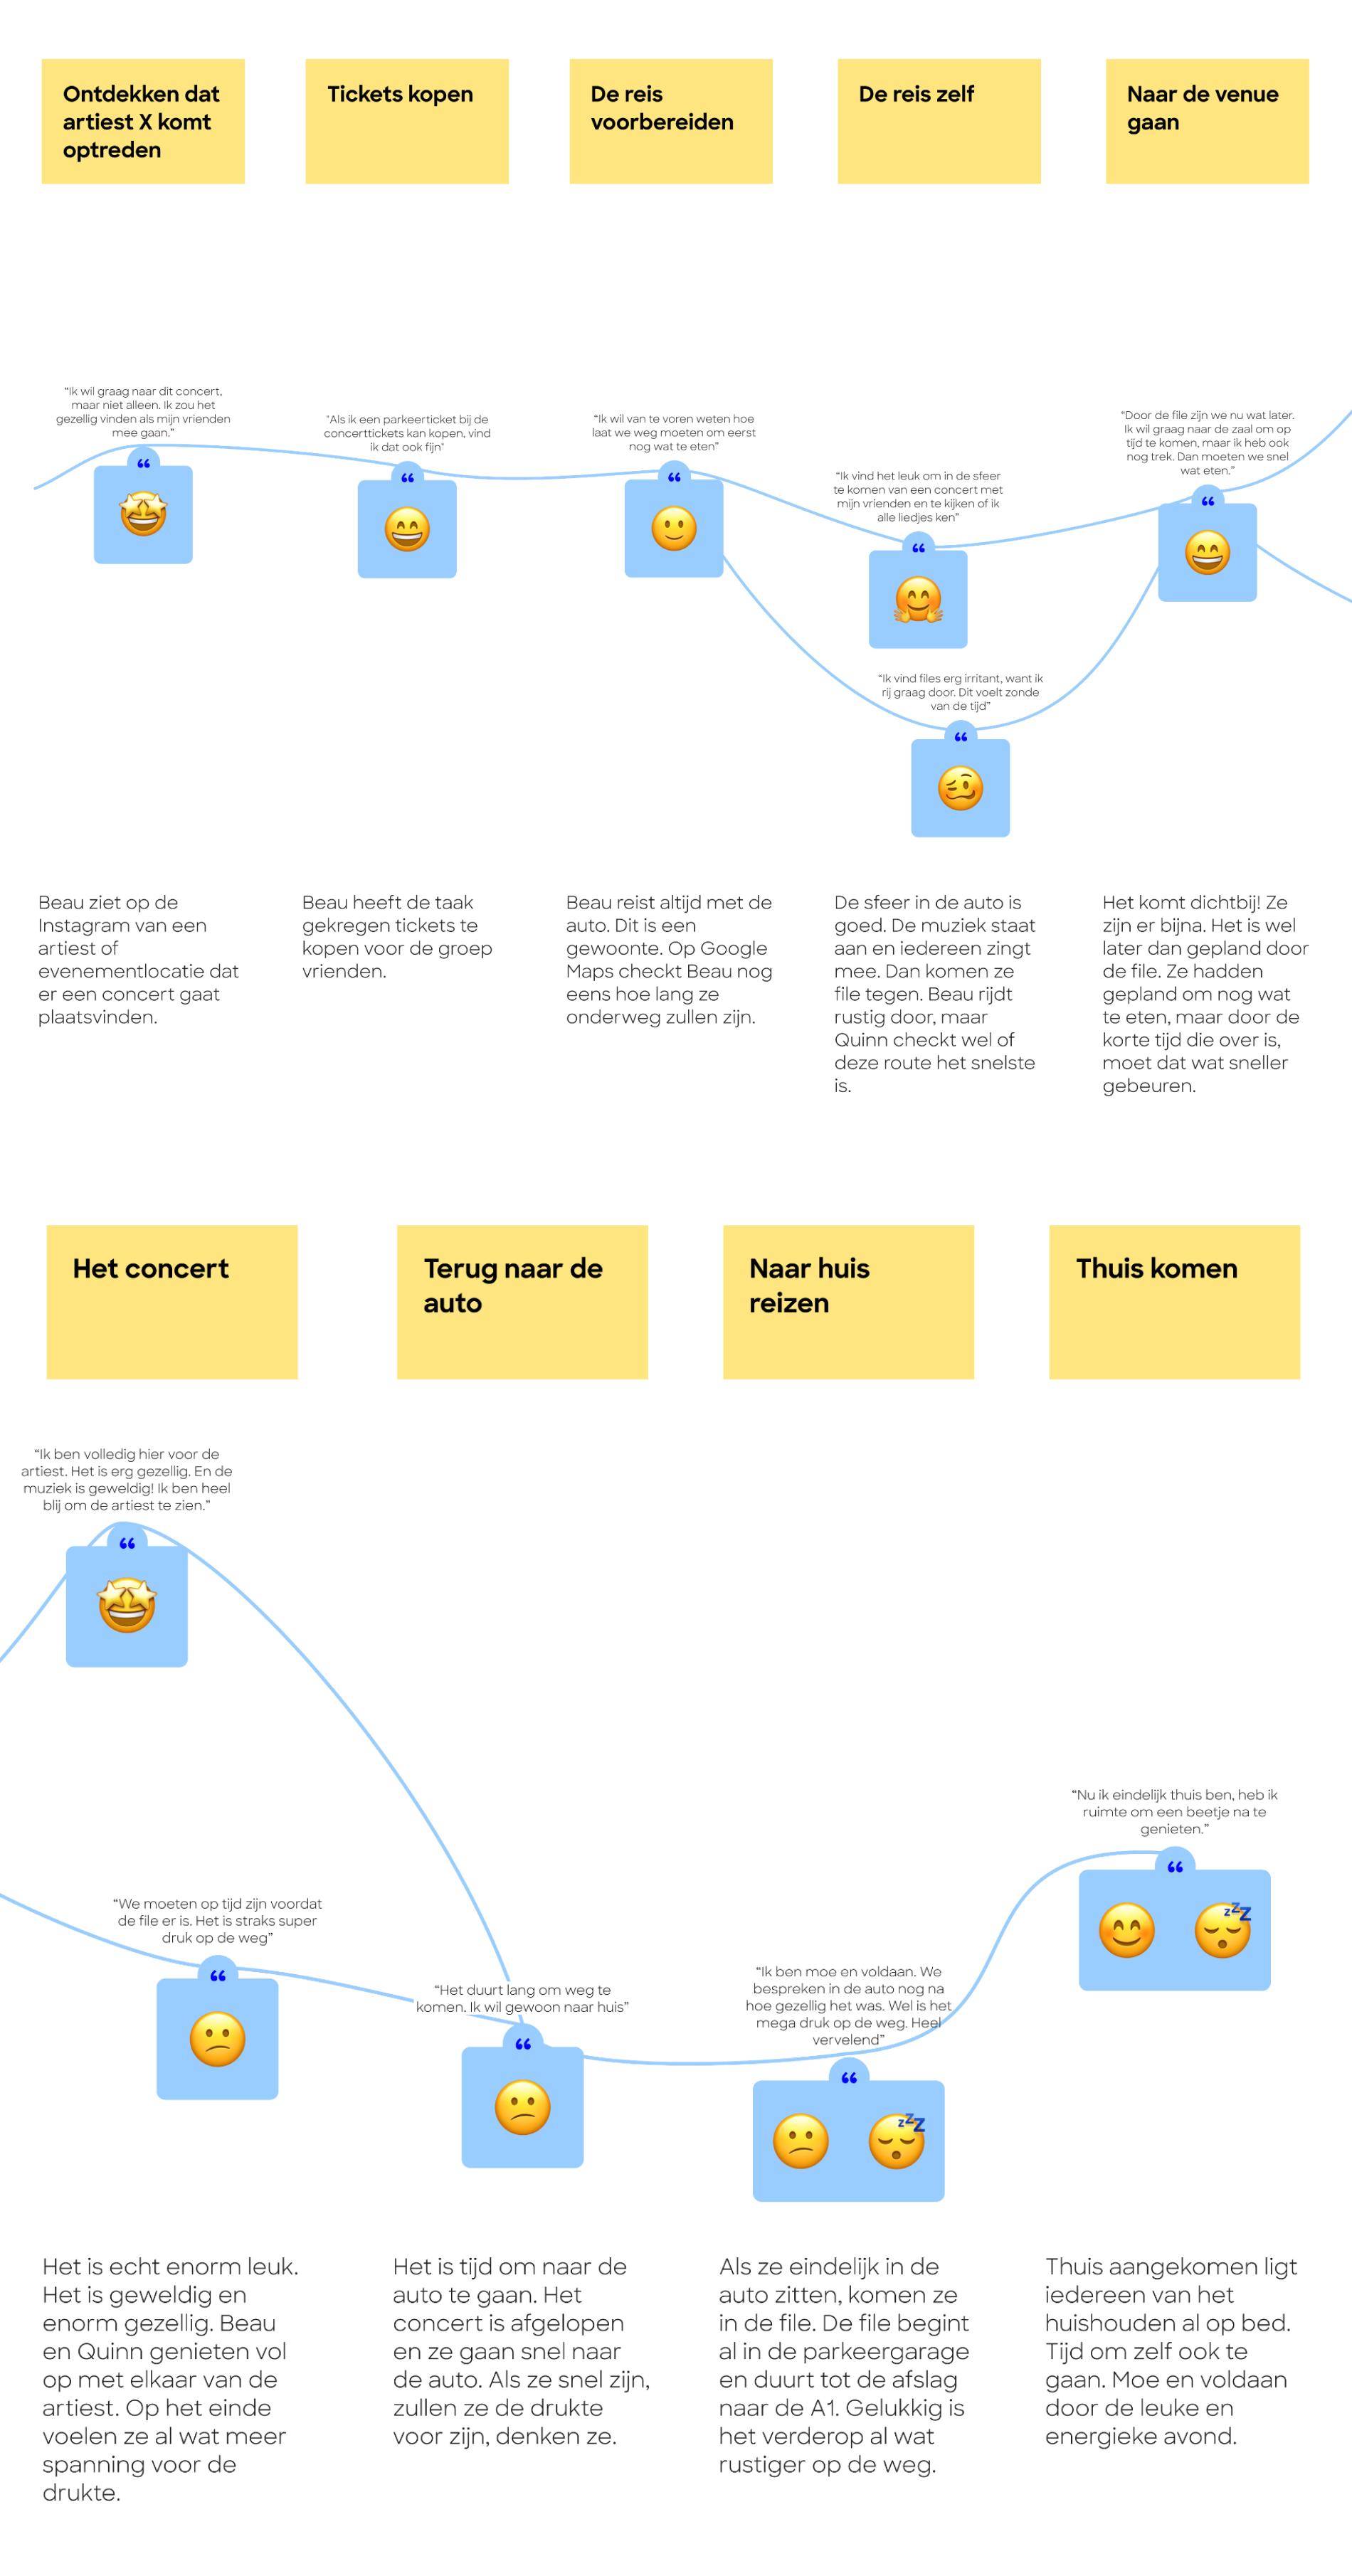 Ontdekken dat
artiest X komt
optreden
Tickets kopen
De reis
voorbereiden
De reis zelf
Naar de venue
gaan
“Ik wil graag naar dit concert,
maar niet alleen. Ik zou het
gezellig vinden als mijn vrienden
mee gaan.”
"Als ik een parkeerticket bij de
concerttickets kan kopen, vind
ik dat ook fijn"
“Ik wil van te voren weten hoe
laat we weg moeten om eerst
nog wat te eten”
“Ik vind het leuk om in de sfeer
te komen van een concert met
mijn vrienden en te kijken of ik
alle liedjes ken”
“Ik vind files erg irritant, want ik
rij graag door. Dit voelt zonde
van de tijd”
“Door de file zijn we nu wat later.
Ik wil graag naar de zaal om op
tijd te komen, maar ik heb ook
nog trek. Dan moeten we snel
wat eten.”
Beau ziet op de
Instagram van een
artiest of
evenementlocatie dat
er een concert gaat
plaatsvinden.
Beau heeft de taak
gekregen tickets te
kopen voor de groep
vrienden.
Beau reist altijd met de
auto. Dit is een
gewoonte. Op Google
Maps checkt Beau nog
eens hoe lang ze
onderweg zullen zijn.
De sfeer in de auto is
goed. De muziek staat
aan en iedereen zingt
mee. Dan komen ze
file tegen. Beau rijdt
rustig door, maar
Quinn checkt wel of
deze route het snelste
is.
Het komt dichtbij! Ze
zijn er bijna. Het is wel
later dan gepland door
de file. Ze hadden
gepland om nog wat
te eten, maar door de
korte tijd die over is,
moet dat wat sneller
gebeuren.
Het concert
Terug naar de
auto
Naar huis
reizen
Thuis komen
“Ik ben volledig hier voor de
artiest. Het is erg gezellig. En de
muziek is geweldig! Ik ben heel
blij om de artiest te zien.”
“We moeten op tijd zijn voordat
de file er is. Het is straks super
druk op de weg”
“Het duurt lang om weg te
komen. Ik wil gewoon naar huis”
“Ik ben moe en voldaan. We
bespreken in de auto nog na
hoe gezellig het was. Wel is het
mega druk op de weg. Heel
vervelend”
“Nu ik eindelijk thuis ben, heb ik
ruimte om een beetje na te
genieten.”
Het is echt enorm leuk.
Het is geweldig en
enorm gezellig. Beau
en Quinn genieten vol
op met elkaar van de
artiest. Op het einde
voelen ze al wat meer
spanning voor de
drukte.
Het is tijd om naar de
auto te gaan. Het
concert is afgelopen
en ze gaan snel naar
de auto. Als ze snel zijn,
zullen ze de drukte
voor zijn, denken ze.
Als ze eindelijk in de
auto zitten, komen ze
in de file. De file begint
al in de parkeergarage
en duurt tot de afslag
naar de A1. Gelukkig is
het verderop al wat
rustiger op de weg.
Thuis aangekomen ligt
iedereen van het
huishouden al op bed.
Tijd om zelf ook te
gaan. Moe en voldaan
door de leuke en
energieke avond.